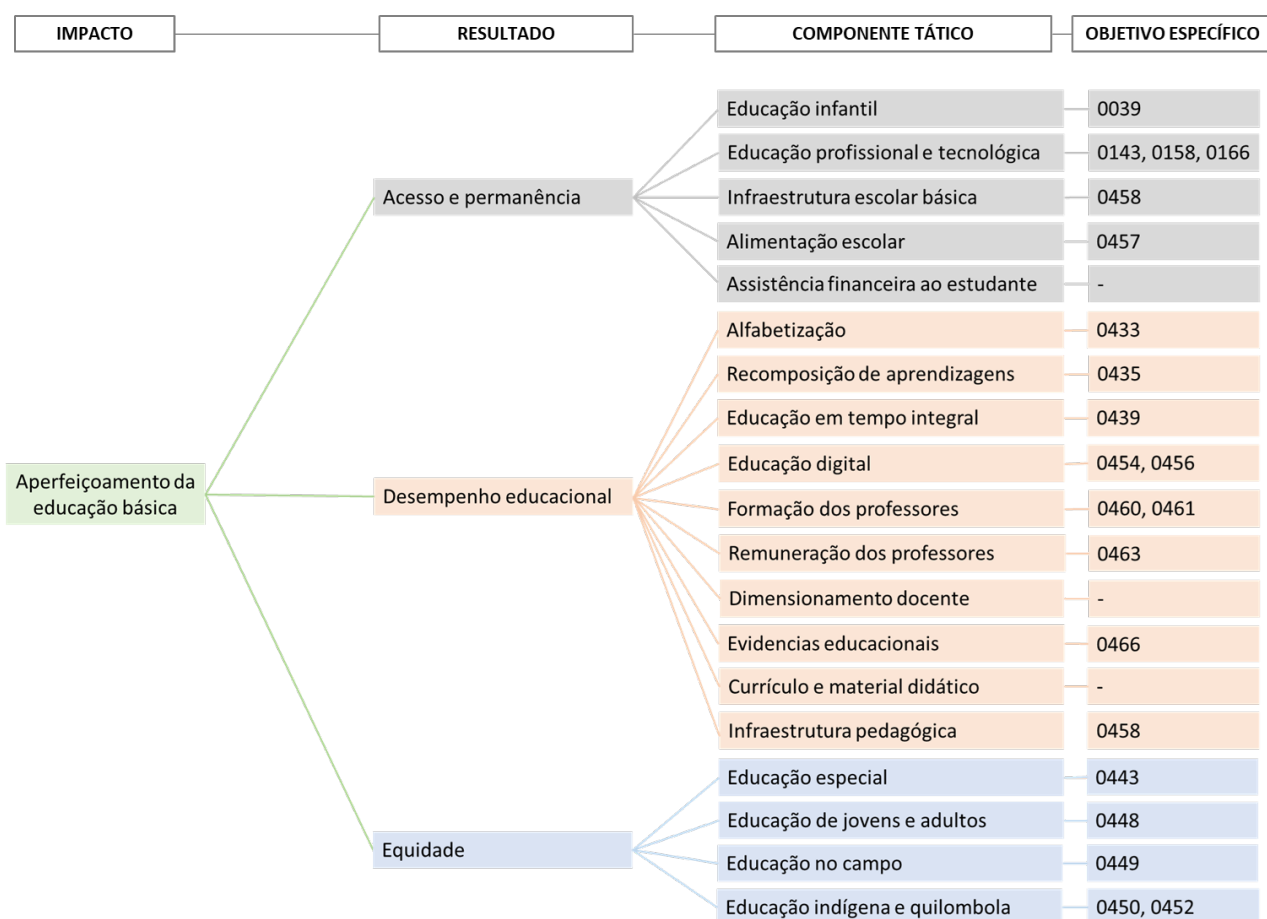 IMPACTO RESULTADO COMPONENTE TÁTICO OBJETIVO ESPECÍFICO
Educação infantil 0039
Educação profissional e tecnológica 0143, 0158, 0166
Acesso e permanência Infraestrutura escolar básica 0458
Alimentação escolar 0457
Assistência financeira ao estudante -
Alfabetização 0433
Recomposição de aprendizagens 0435
Educação em tempo integral 0439
Educação digital 0454, 0456
Aperfeiçoamento da
educação básica
Desempenho educacional
Formação dos professores 0460, 0461
Remuneração dos professores 0463
Dimensionamento docente -
Evidencias educacionais 0466
Currículo e material didático -
Infraestrutura pedagógica 0458
Educação especial 0443
Educação de jovens e adultos 0448
Equidade
Educação no campo 0449
Educação indígena e quilombola 0450, 0452